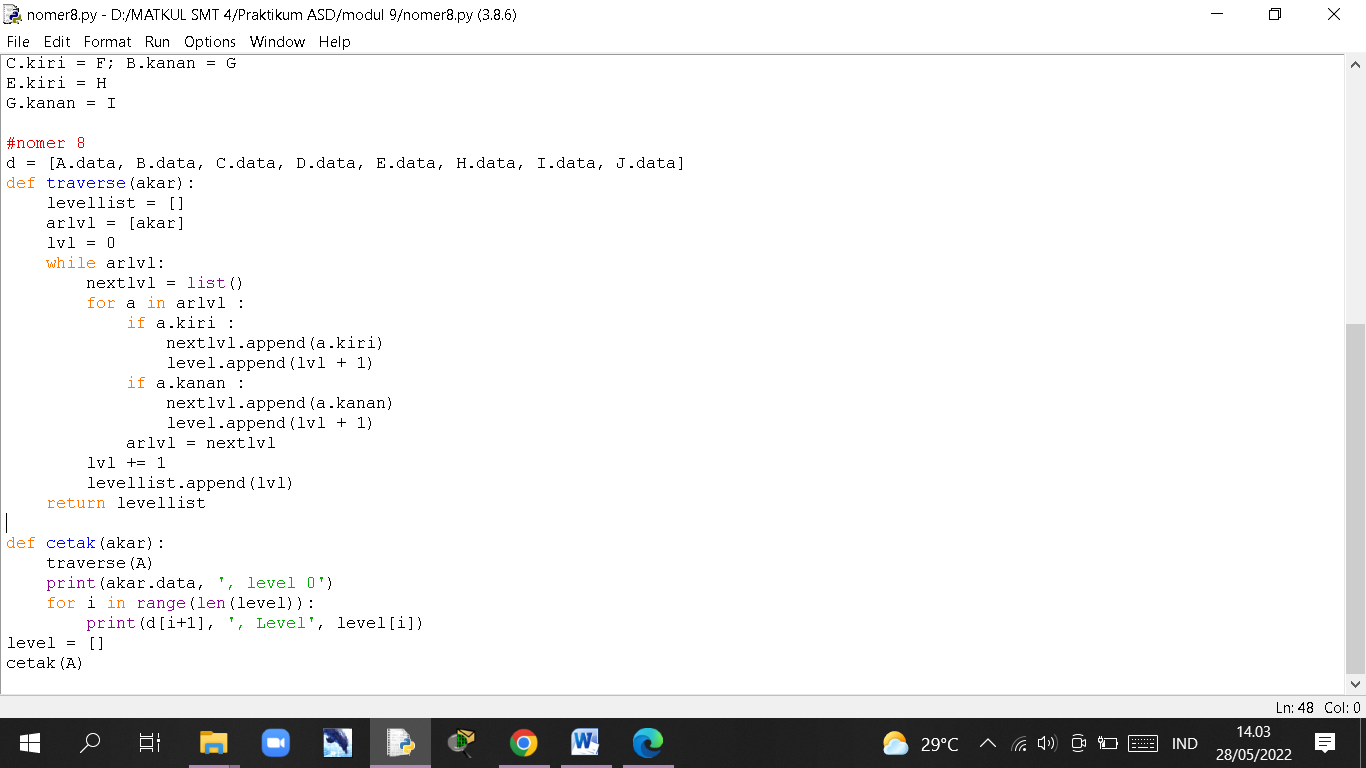 nomer8.py - D:/MATKUL SMT 4/Praktikum ASD/modul 9/nomer8.py (3.8.6)
File Edit Format Run Options Window Help
C.kiri = F; B.kanan = G
E.kiri = H
G.kanan = I
#nomer 8
d = [A.data, B.data, C.data, D.data, E.data, H.data, I.data, J.data]
def traverse(akar):
    levellist = []
    arlvl = [akar]
    lvl = 0
    while arlvl:
        nextlvl = list()
        for a in arlvl :
            if a.kiri :
                nextlvl.append(a.kiri)
                level.append(lvl + 1)
            if a.kanan :
                nextlvl.append(a.kanan)
                level.append(lvl + 1)
            arlvl = nextlvl
        lvl += 1
        levellist.append(lvl)
    return levellist
def cetak(akar):
    traverse(A)
    print(akar.data, ', level 0')
    for i in range(len(level)):
        print(d[i+1], ', Level', level[i])
level = []
cetak(A)
Ln: 48 Col: 0
29°C
IND
14.03
28/05/2022